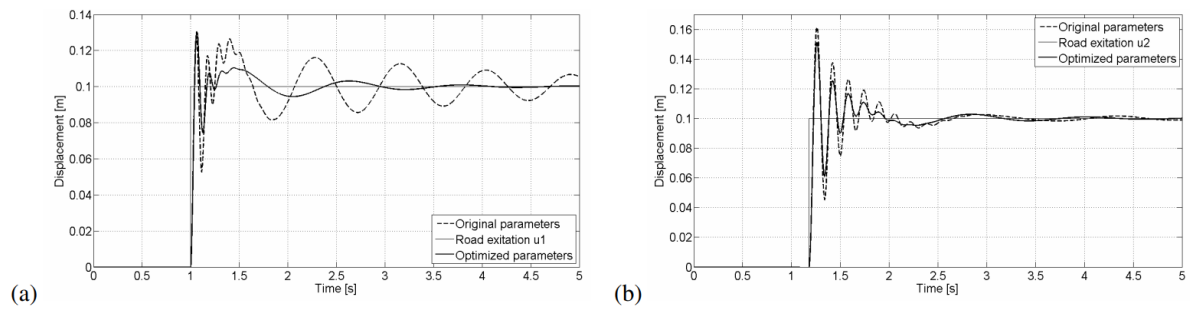 0.14
0.12
0.1
0.08
0.06
0.04
0.02
0
Displacement [m]
Original parameters
Road exitation u1
Optimized parameters
0 0.5 1 1.5 2 2.5 3 3.5 4 4.5 5
Time [s]
(a)
0.16
0.14
0.12
0.1
0.08
0.06
0.04
0.02
0
Displacement [m]
Original parameters
Road exitation u2
Optimized parameters
0 0.5 1 1.5 2 2.5 3 3.5 4 4.5 5
Time [s]
(b)